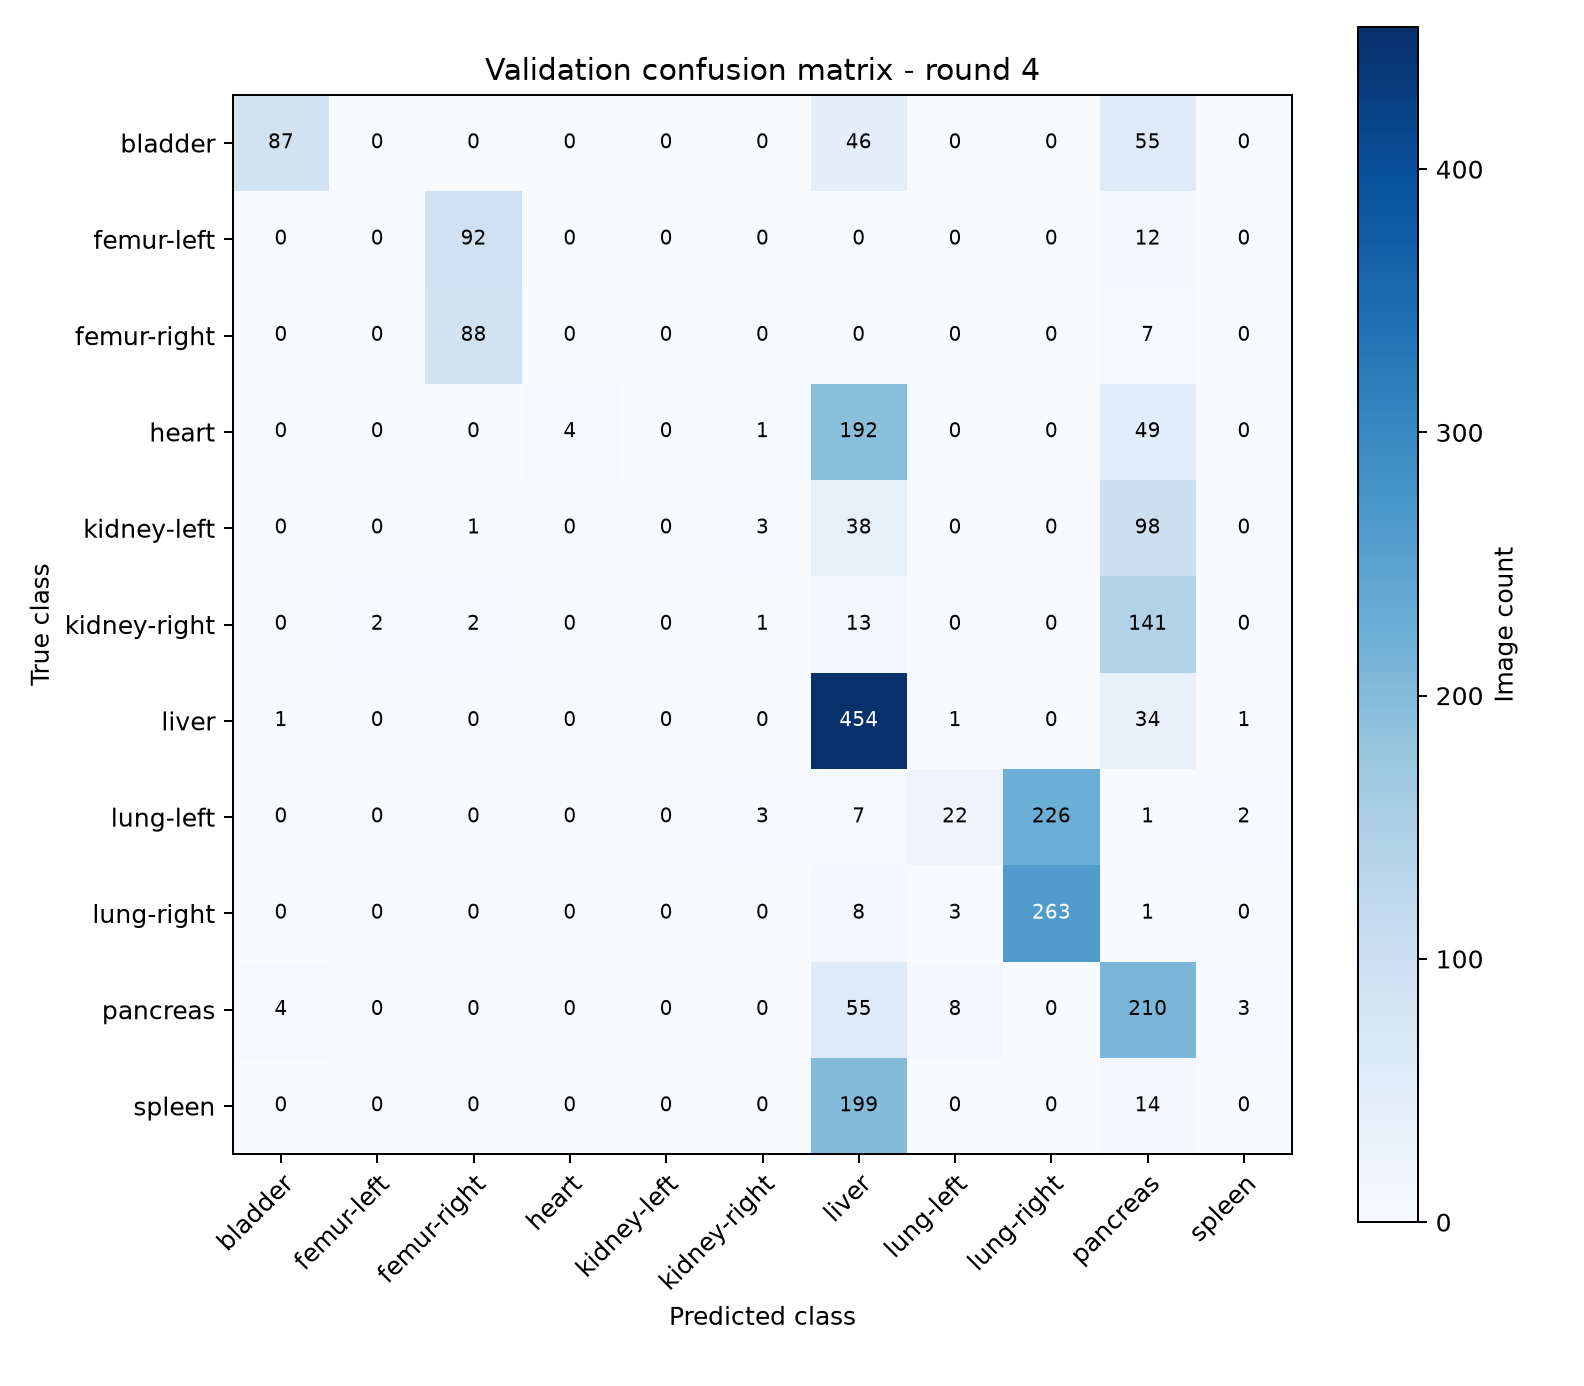 Validation confusion matrix - round 4
bladder 87 0 0 0 0 0 46 0 0 55 0
femur-left 0 0 92 0 0 0 0 0 0 12 0
femur-right 0 0 88 0 0 0 0 0 0 7 0
heart 0 0 0 4 0 1 192 0 0 49 0
kidney-left 0 0 1 0 0 3 38 0 0 98 0
kidney-right 0 2 2 0 0 1 13 0 0 141 0
liver 1 0 0 0 0 0 454 1 0 34 1
lung-left 0 0 0 0 0 3 7 22 226 1 2
lung-right 0 0 0 0 0 0 8 3 263 1 0
pancreas 4 0 0 0 0 0 55 8 0 210 3
spleen 0 0 0 0 0 0 199 0 0 14 0
True class
bladder femur-left femur-right heart kidney-left kidney-right liver lung-left lung-right pancreas spleen
Predicted class
400
300
200
100
0
Image count